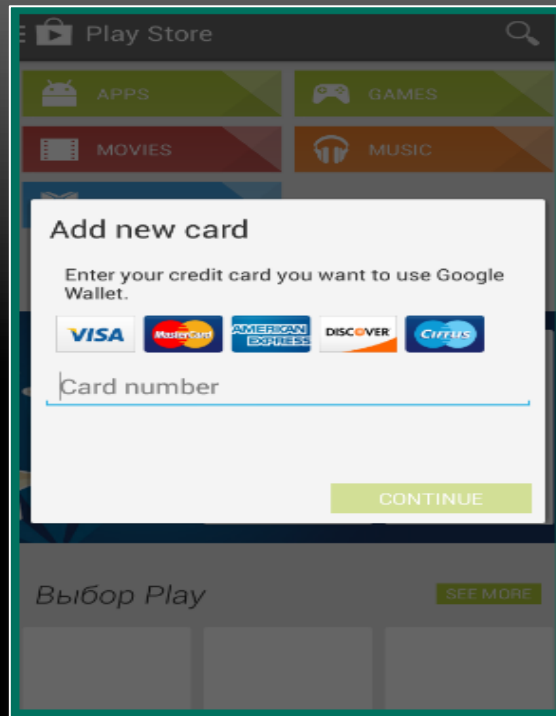 Play Store
APPS
GAMES
MOVIES
MUSIC
Add new card
Enter your credit card you want to use Google
Wallet.
VISA
MasterCard
AMERICAN
EXPRESS
DISCOVER
Cirrus
Card number
CONTINUE
Выбор Play
SEE MORE